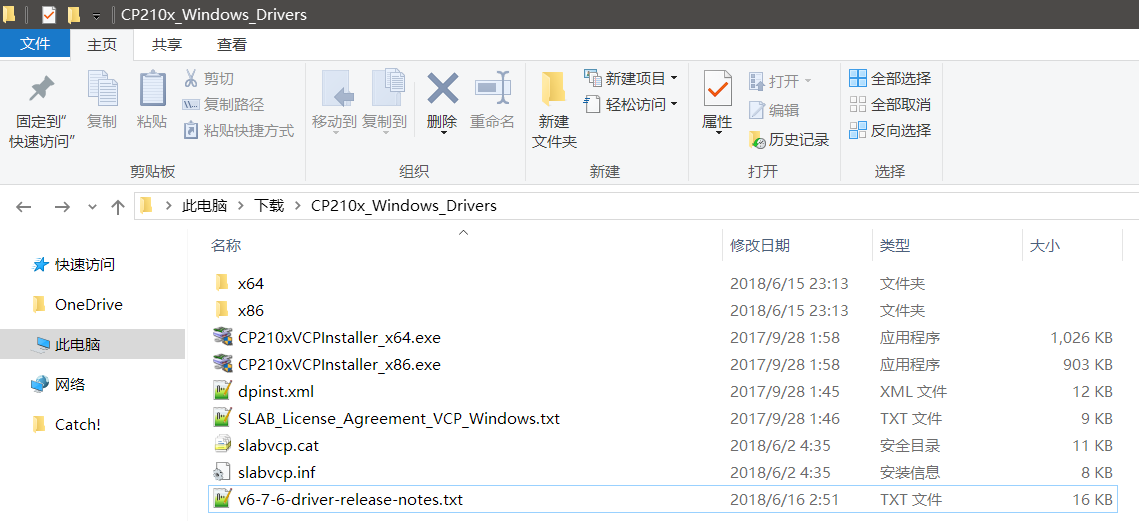 CP210x_Windows_Drivers
文件 主页 共享 查看
固定到"快速访问"
复制
粘贴
剪切
复制路径
粘贴快捷方式
剪贴板
移动到
复制到
删除
重命名
组织
新建文件夹
新建项目
轻松访问
新建
属性
打开
编辑
历史记录
打开
全部选择
全部取消
反向选择
选择
此电脑 下载 CP210x_Windows_Drivers
快速访问
OneDrive
此电脑
网络
Catch!
名称 修改日期 类型 大小
x64 2018/6/15 23:13 文件夹
x86 2018/6/15 23:13 文件夹
CP210xVCPInstaller_x64.exe 2017/9/28 1:58 应用程序 1,026 KB
CP210xVCPInstaller_x86.exe 2017/9/28 1:58 应用程序 903 KB
dpinst.xml 2017/9/28 1:45 XML 文件 12 KB
SLAB_License_Agreement_VCP_Windows.txt 2017/9/28 1:46 TXT 文件 9 KB
slabvcp.cat 2018/6/2 4:35 安全目录 11 KB
slabvcp.inf 2018/6/2 4:35 安装信息 8 KB
v6-7-6-driver-release-notes.txt 2018/6/16 2:51 TXT 文件 16 KB